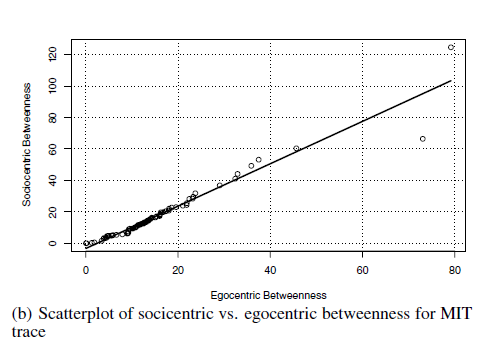 120
100
80
60
40
20
0
Sociocentric Betweenness
0 20 40 60 80
Egocentric Betweenness
(b) Scatterplot of socicentric vs. egocentric betweenness for MIT
trace